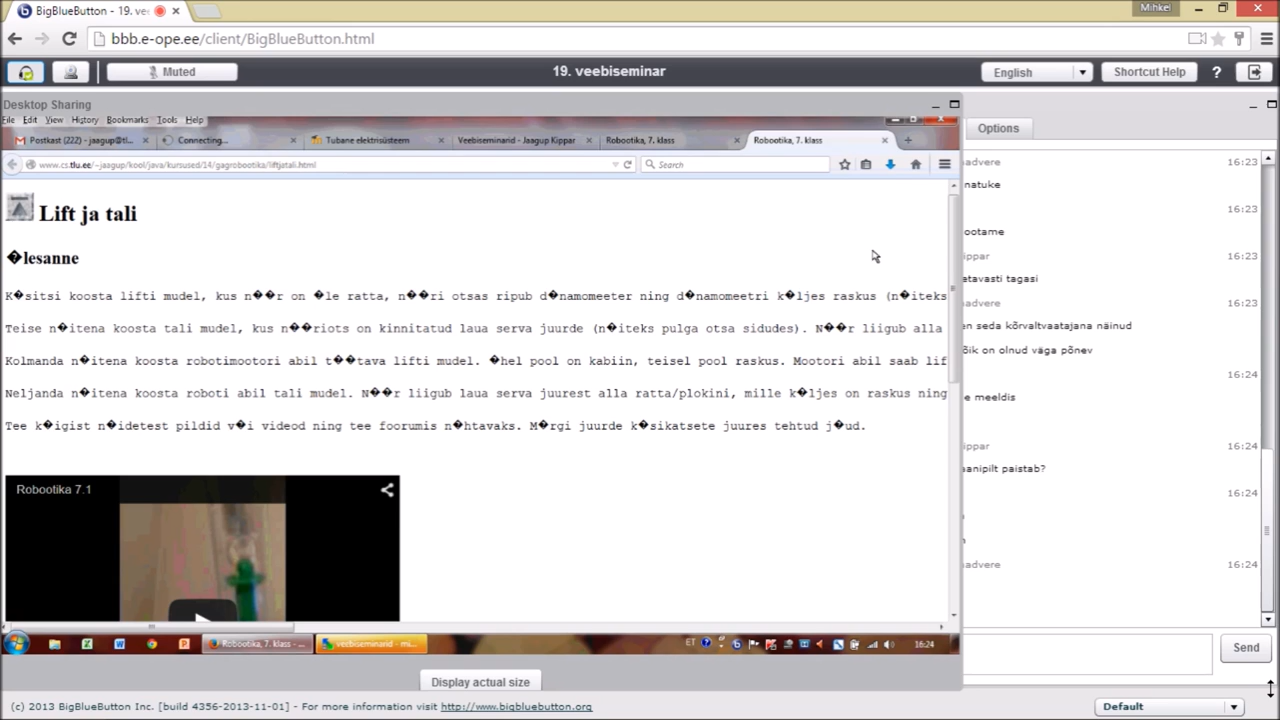 BigBlueButton - 19. ve
Mihkel
bbb.e-ope.ee/client/BigBlueButton.html
Muted
19. veebiseminar
English
Shortcut Help
?
Desktop Sharing
File Edit View History Bookmarks Tools Help
Postkast (222) - jaagup@tl...
Connecting...
Tubane elektrisüsteem
Veebiseminarid - Jaagup Kippar
Robootika, 7. klass
Robootika, 7. klass
www.cs.tlu.ee/~jaagup/kool/java/kursused/14/gagrobootika/liftjatali.html
Search
Lift ja tali
�lesanne
K�sitsi koosta lifti mudel, kus n��r on �le ratta, n��ri otsas ripub d�namomeeter ning d�namomeetri k�ljes raskus (n�iteks
Teise n�itena koosta tali mudel, kus n��riots on kinnitatud laua serva juurde (n�iteks pulga otsa sidudes). N��r liigub alla
Kolmanda n�itena koosta robotimootori abil t��tava lifti mudel. �hel pool on kabiin, teisel pool raskus. Mootori abil saab lif
Neljanda n�itena koosta roboti abil tali mudel. N��r liigub laua serva juurest alla ratta/plokini, mille k�ljes on raskus ning
Tee k�igist n�idetest pildid v�i videod ning tee foorumis n�htavaks. M�rgi juurde k�sikatsete juures tehtud j�ud.
Robootika 7.1
Robootika, 7. klass - ...
veebiseminarid - mi...
ET
16:24
Display actual size
Options
advere 16:23
natuke
16:23
ootame
ippar 16:23
etavasti tagasi
advere 16:23
en seda kõrvaltvaatajana näinud
õik on olnud väga põnev
16:24
e meeldis
ippar 16:24
aanipilt paistab?
16:24
advere 16:24
Send
(c) 2013 BigBlueButton Inc. [build 4356-2013-11-01] - For more information visit http://www.bigbluebutton.org
Default